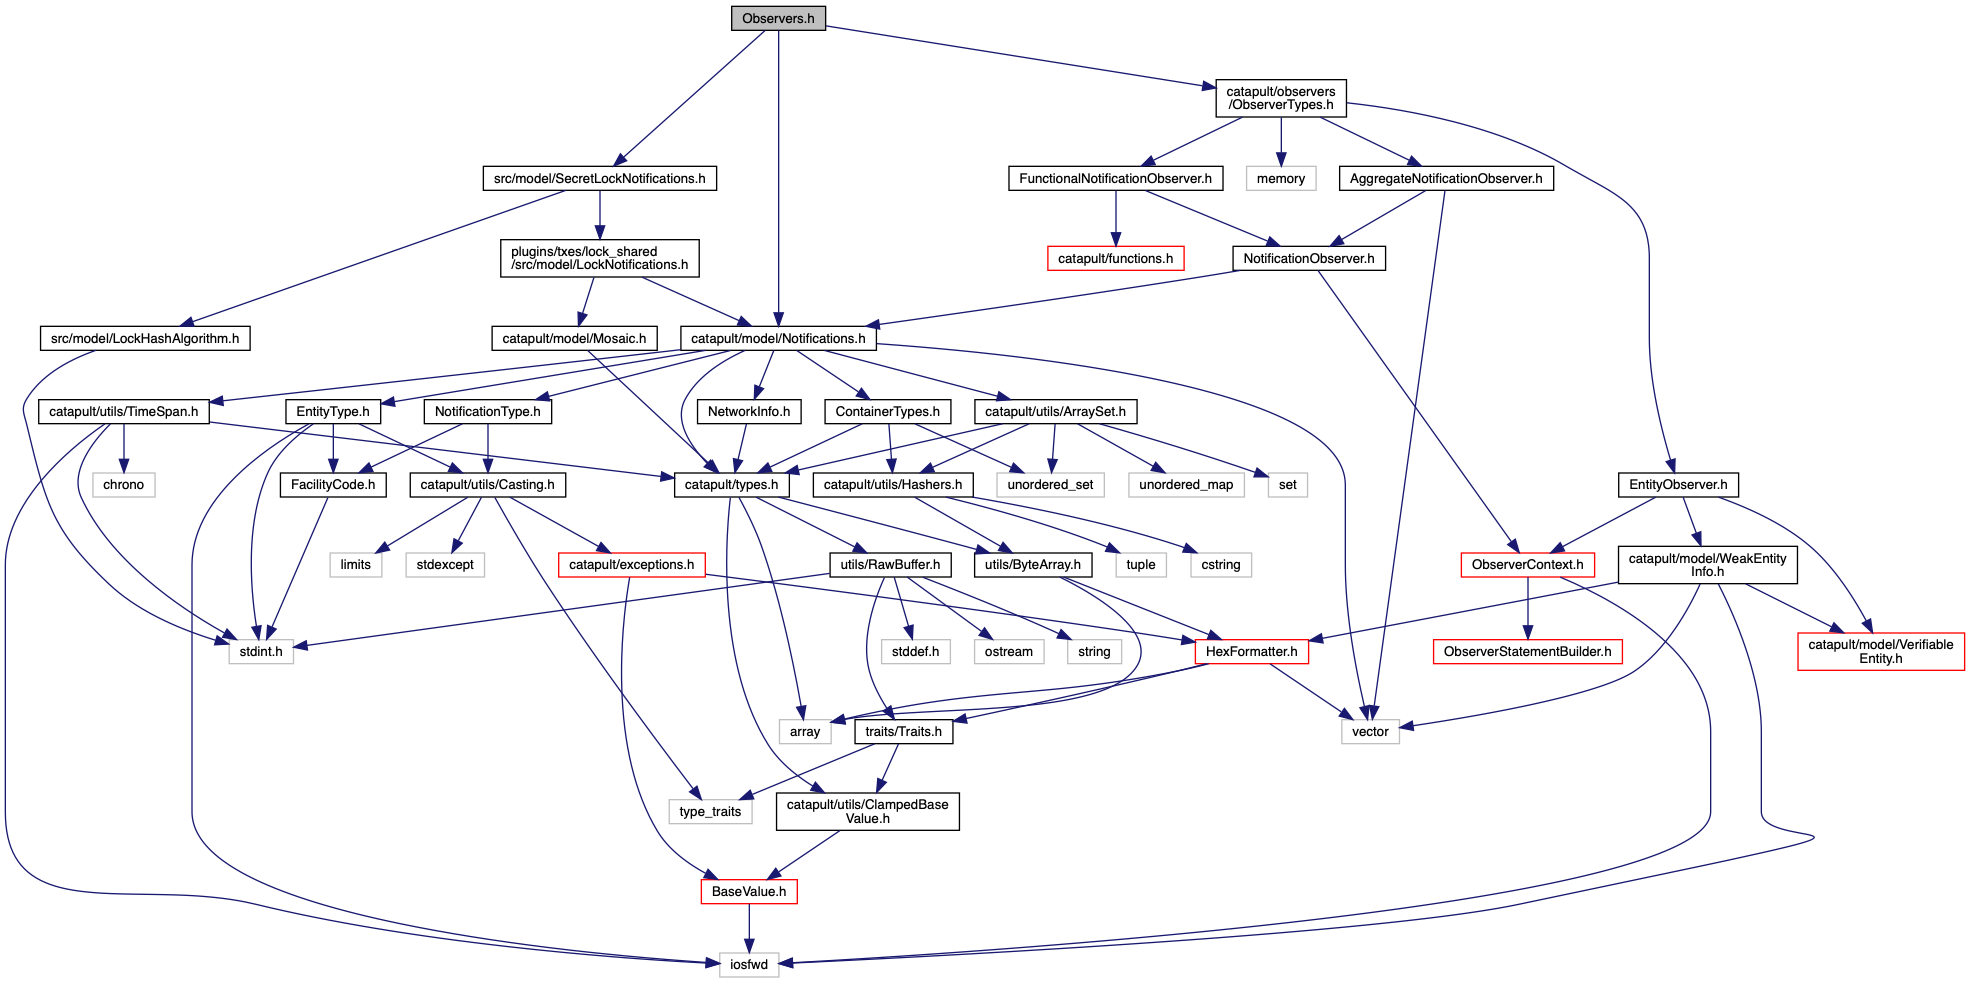 Observers.h
catapult/observers
/ObserverTypes.h
src/model/SecretLockNotifications.h
FunctionalNotificationObserver.h
memory
AggregateNotificationObserver.h
plugins/txes/lock_shared
/src/model/LockNotifications.h
catapult/functions.h
NotificationObserver.h
src/model/LockHashAlgorithm.h
catapult/model/Mosaic.h
catapult/model/Notifications.h
catapult/utils/TimeSpan.h
EntityType.h
NotificationType.h
NetworkInfo.h
ContainerTypes.h
catapult/utils/ArraySet.h
chrono
FacilityCode.h
catapult/utils/Casting.h
catapult/types.h
catapult/utils/Hashers.h
unordered_set
unordered_map
set
EntityObserver.h
limits
stdexcept
catapult/exceptions.h
utils/RawBuffer.h
utils/ByteArray.h
tuple
cstring
ObserverContext.h
catapult/model/WeakEntity
Info.h
stdint.h
stddef.h
ostream
string
HexFormatter.h
ObserverStatementBuilder.h
catapult/model/Verifiable
Entity.h
array
traits/Traits.h
vector
type_traits
catapult/utils/ClampedBase
Value.h
BaseValue.h
iosfwd